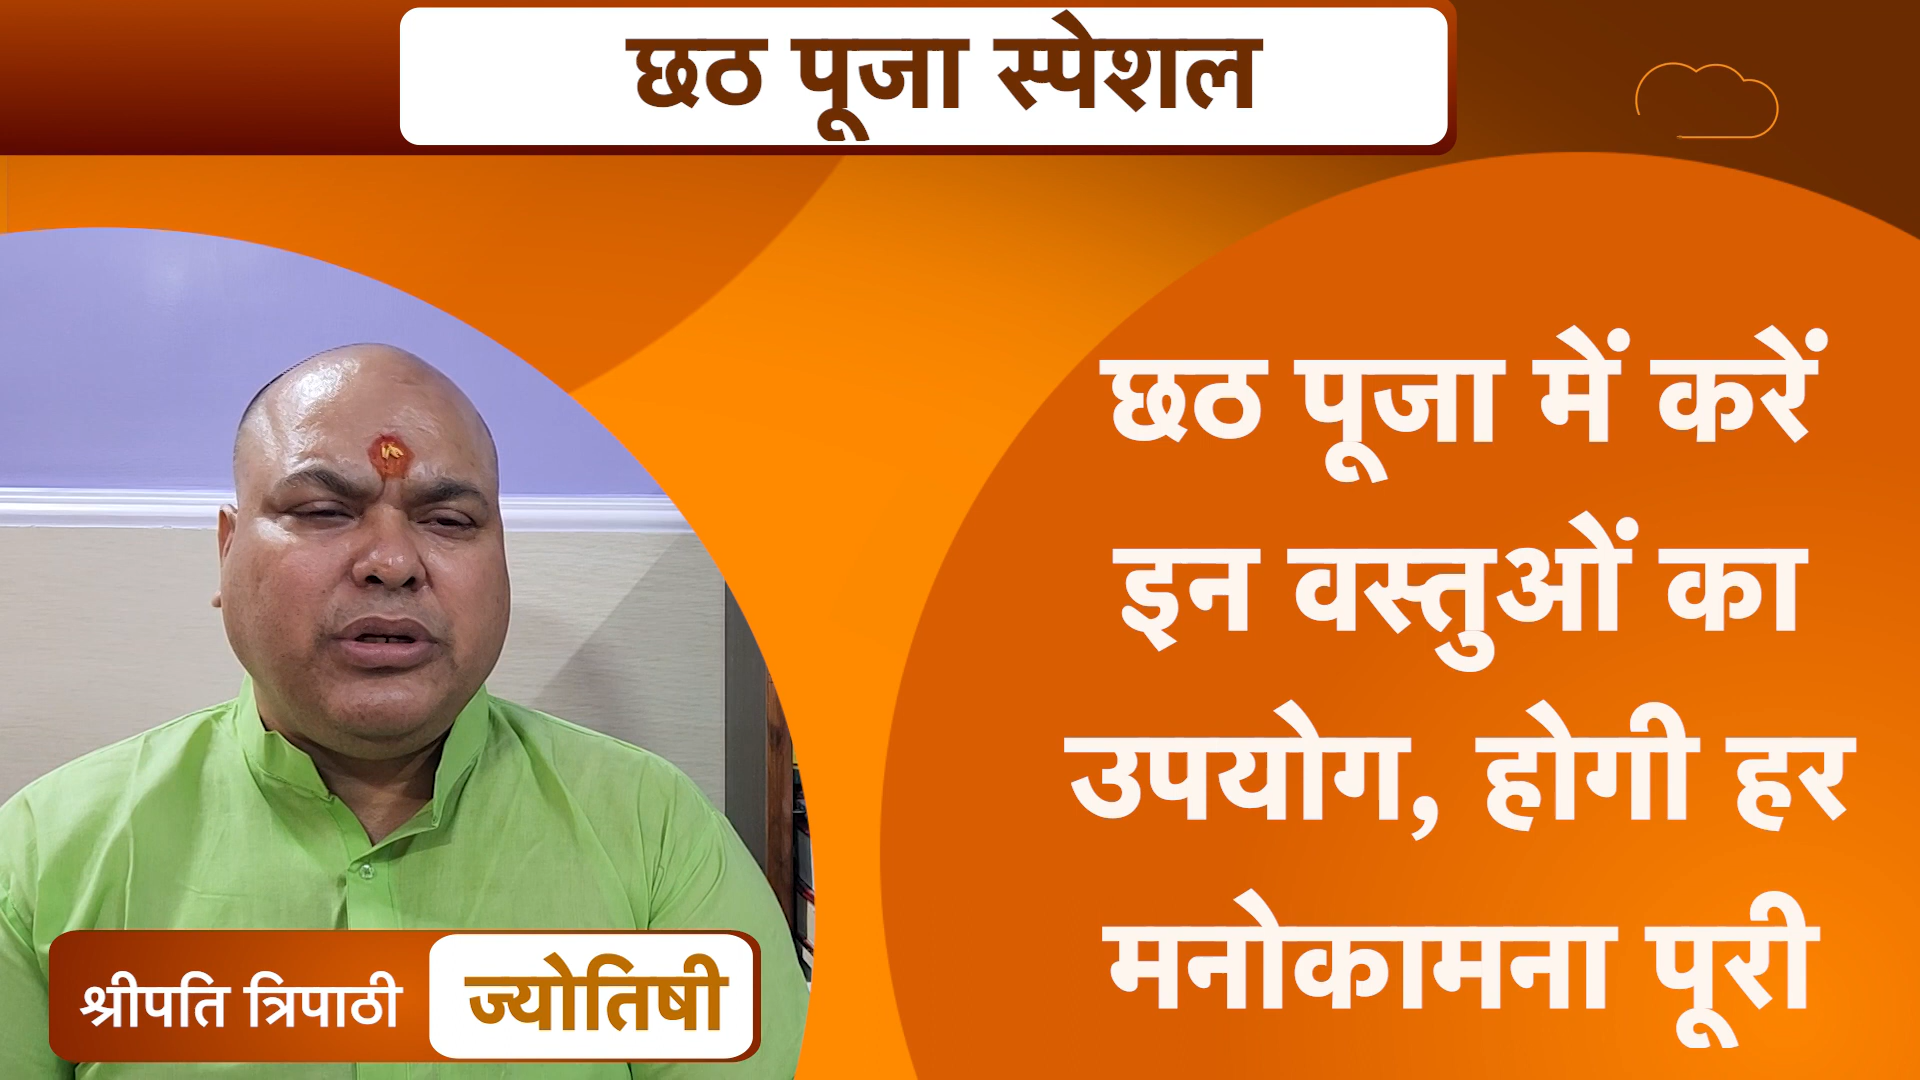 छठ पूजा स्पेशल
छठ पूजा में करें
इन वस्तुओं का
उपयोग, होगी हर
मनोकामना पूरी
श्रीपति त्रिपाठी ज्योतिषी